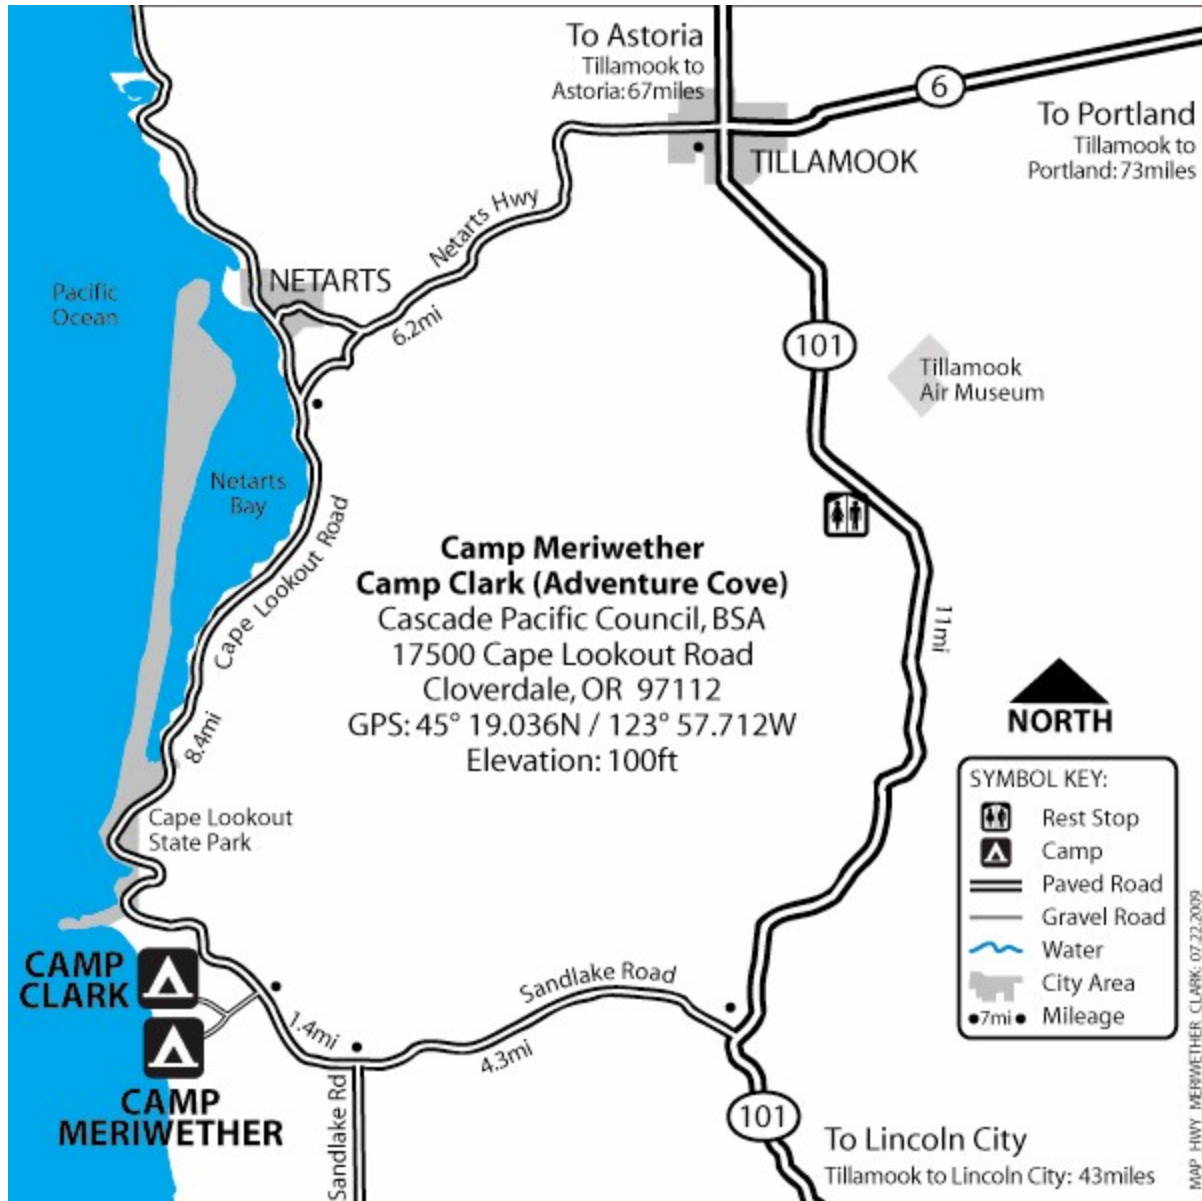 To Astoria
Tillamook to
Astoria:67miles
6
To Portland
Tillamook to
Portland:73miles
TILLAMOOK
Netarts Hwy
NETARTS
6.2mi
Pacific
Ocean
101
Tillamook
Air Museum
Netarts
Bay
Cape Lookout Road
8.4mi
Camp Meriwether
Camp Clark (Adventure Cove)
Cascade Pacific Council, BSA
17500 Cape Lookout Road
Cloverdale, OR 97112
GPS: 45° 19.036N / 123° 57.712W
Elevation: 100ft
11mi
NORTH
SYMBOL KEY:
Rest Stop
Camp
Paved Road
Gravel Road
Water
City Area
•7mi• Mileage
Cape Lookout
State Park
CAMP
CLARK
CAMP
MERIWETHER
1.4mi
Sandlake Road
4.3mi
Sandlake Rd
101
To Lincoln City
Tillamook to Lincoln City: 43miles
MAP_HWY_MERIWETHER_CLARK: 07.22.2009